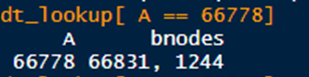 dt_lookup[ A == 66778]
A bnodes
66778 66831, 1244